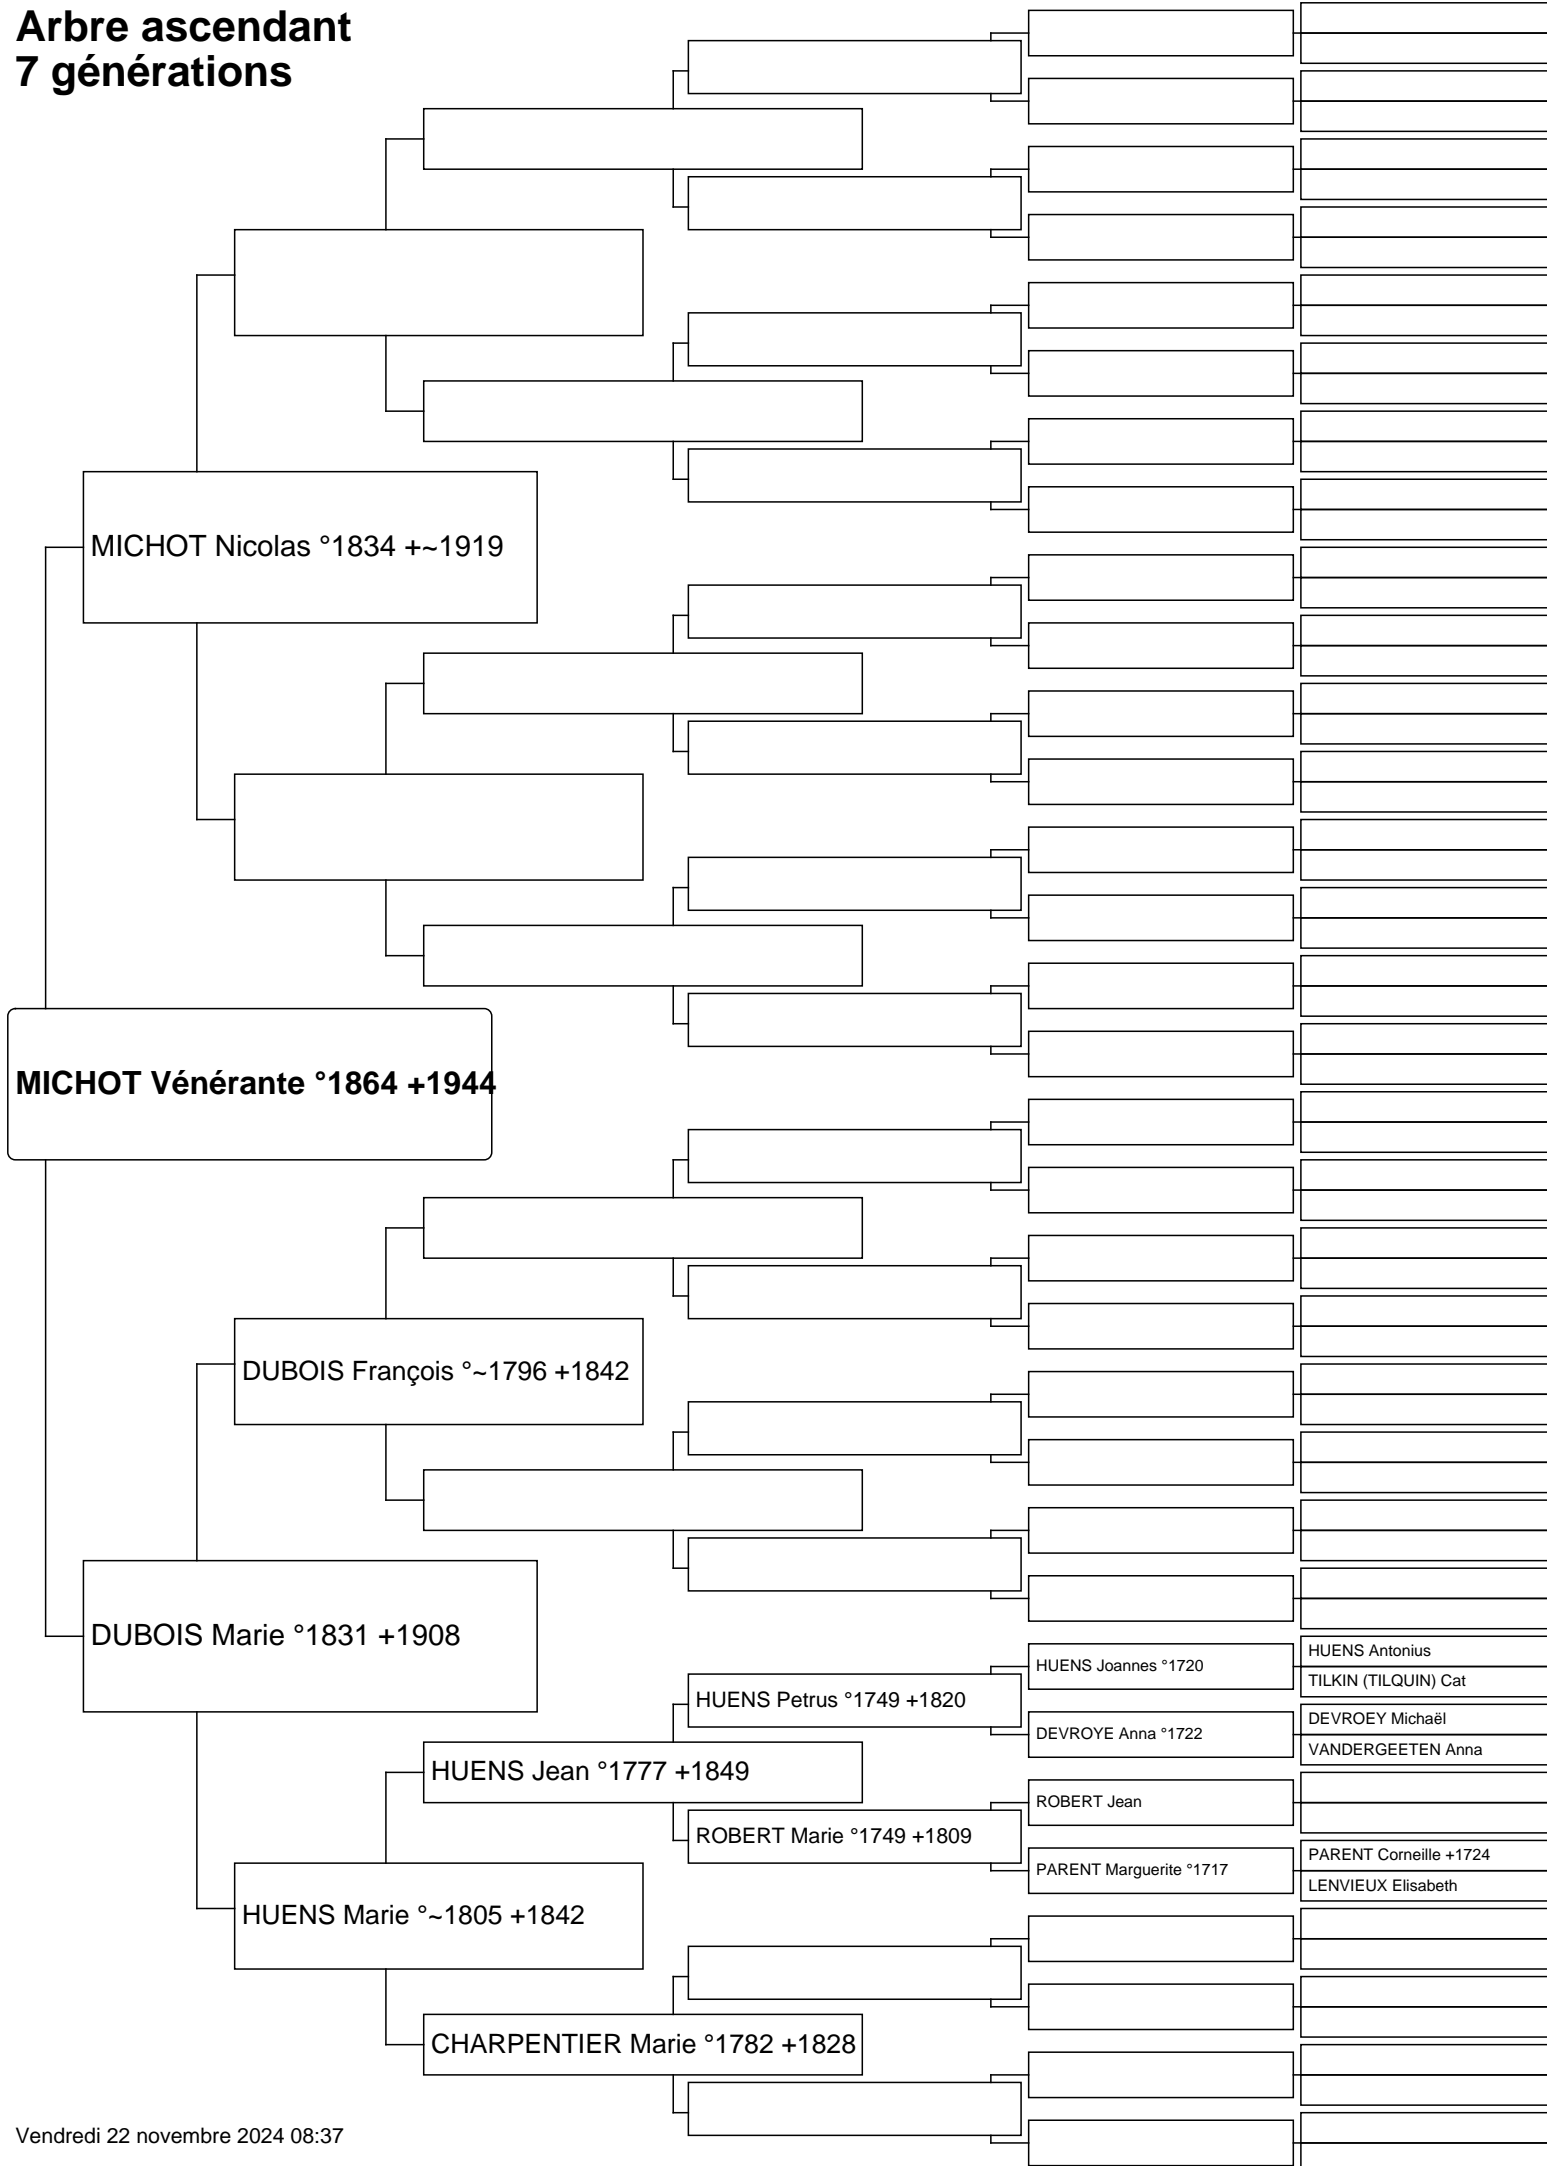 Arbre ascendant
7 générations
MICHOT Nicolas °1834 +~1919
MICHOT Vénérante °1864 +1944
DUBOIS François °~1796 +1842
DUBOIS Marie °1831 +1908
HUENS Antonius
HUENS Joannes °1720
TILKIN (TILQUIN) Cat
HUENS Petrus °1749 +1820
DEVROEY Michaël
DEVROYE Anna °1722
VANDERGEETEN Anna
HUENS Jean °1777 +1849
ROBERT Jean
ROBERT Marie °1749 +1809
PARENT Corneille +1724
PARENT Marguerite °1717
LENVIEUX Elisabeth
HUENS Marie °~1805 +1842
CHARPENTIER Marie °1782 +1828
Vendredi 22 novembre 2024 08:37